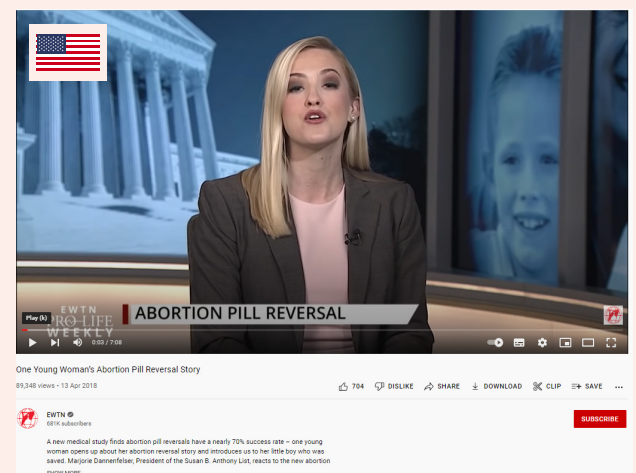 ABORTION PILL REVERSAL
Play (k)
EWTN
PRO-LIFE
WEEKLY
0:03 / 7:08
One Young Woman's Abortion Pill Reversal Story
89,348 views • 13 Apr 2018
704
DISLIKE
SHARE
DOWNLOAD
CLIP
SAVE
EWTN
681K subscribers
SUBSCRIBE
A new medical study finds abortion pill reversals have a nearly 70% success rate – one young
woman opens up about her abortion reversal story and introduces us to her little boy who was
saved. Marjorie Dannenfelser, President of the Susan B. Anthony List, reacts to the new abortion
SHOW MORE